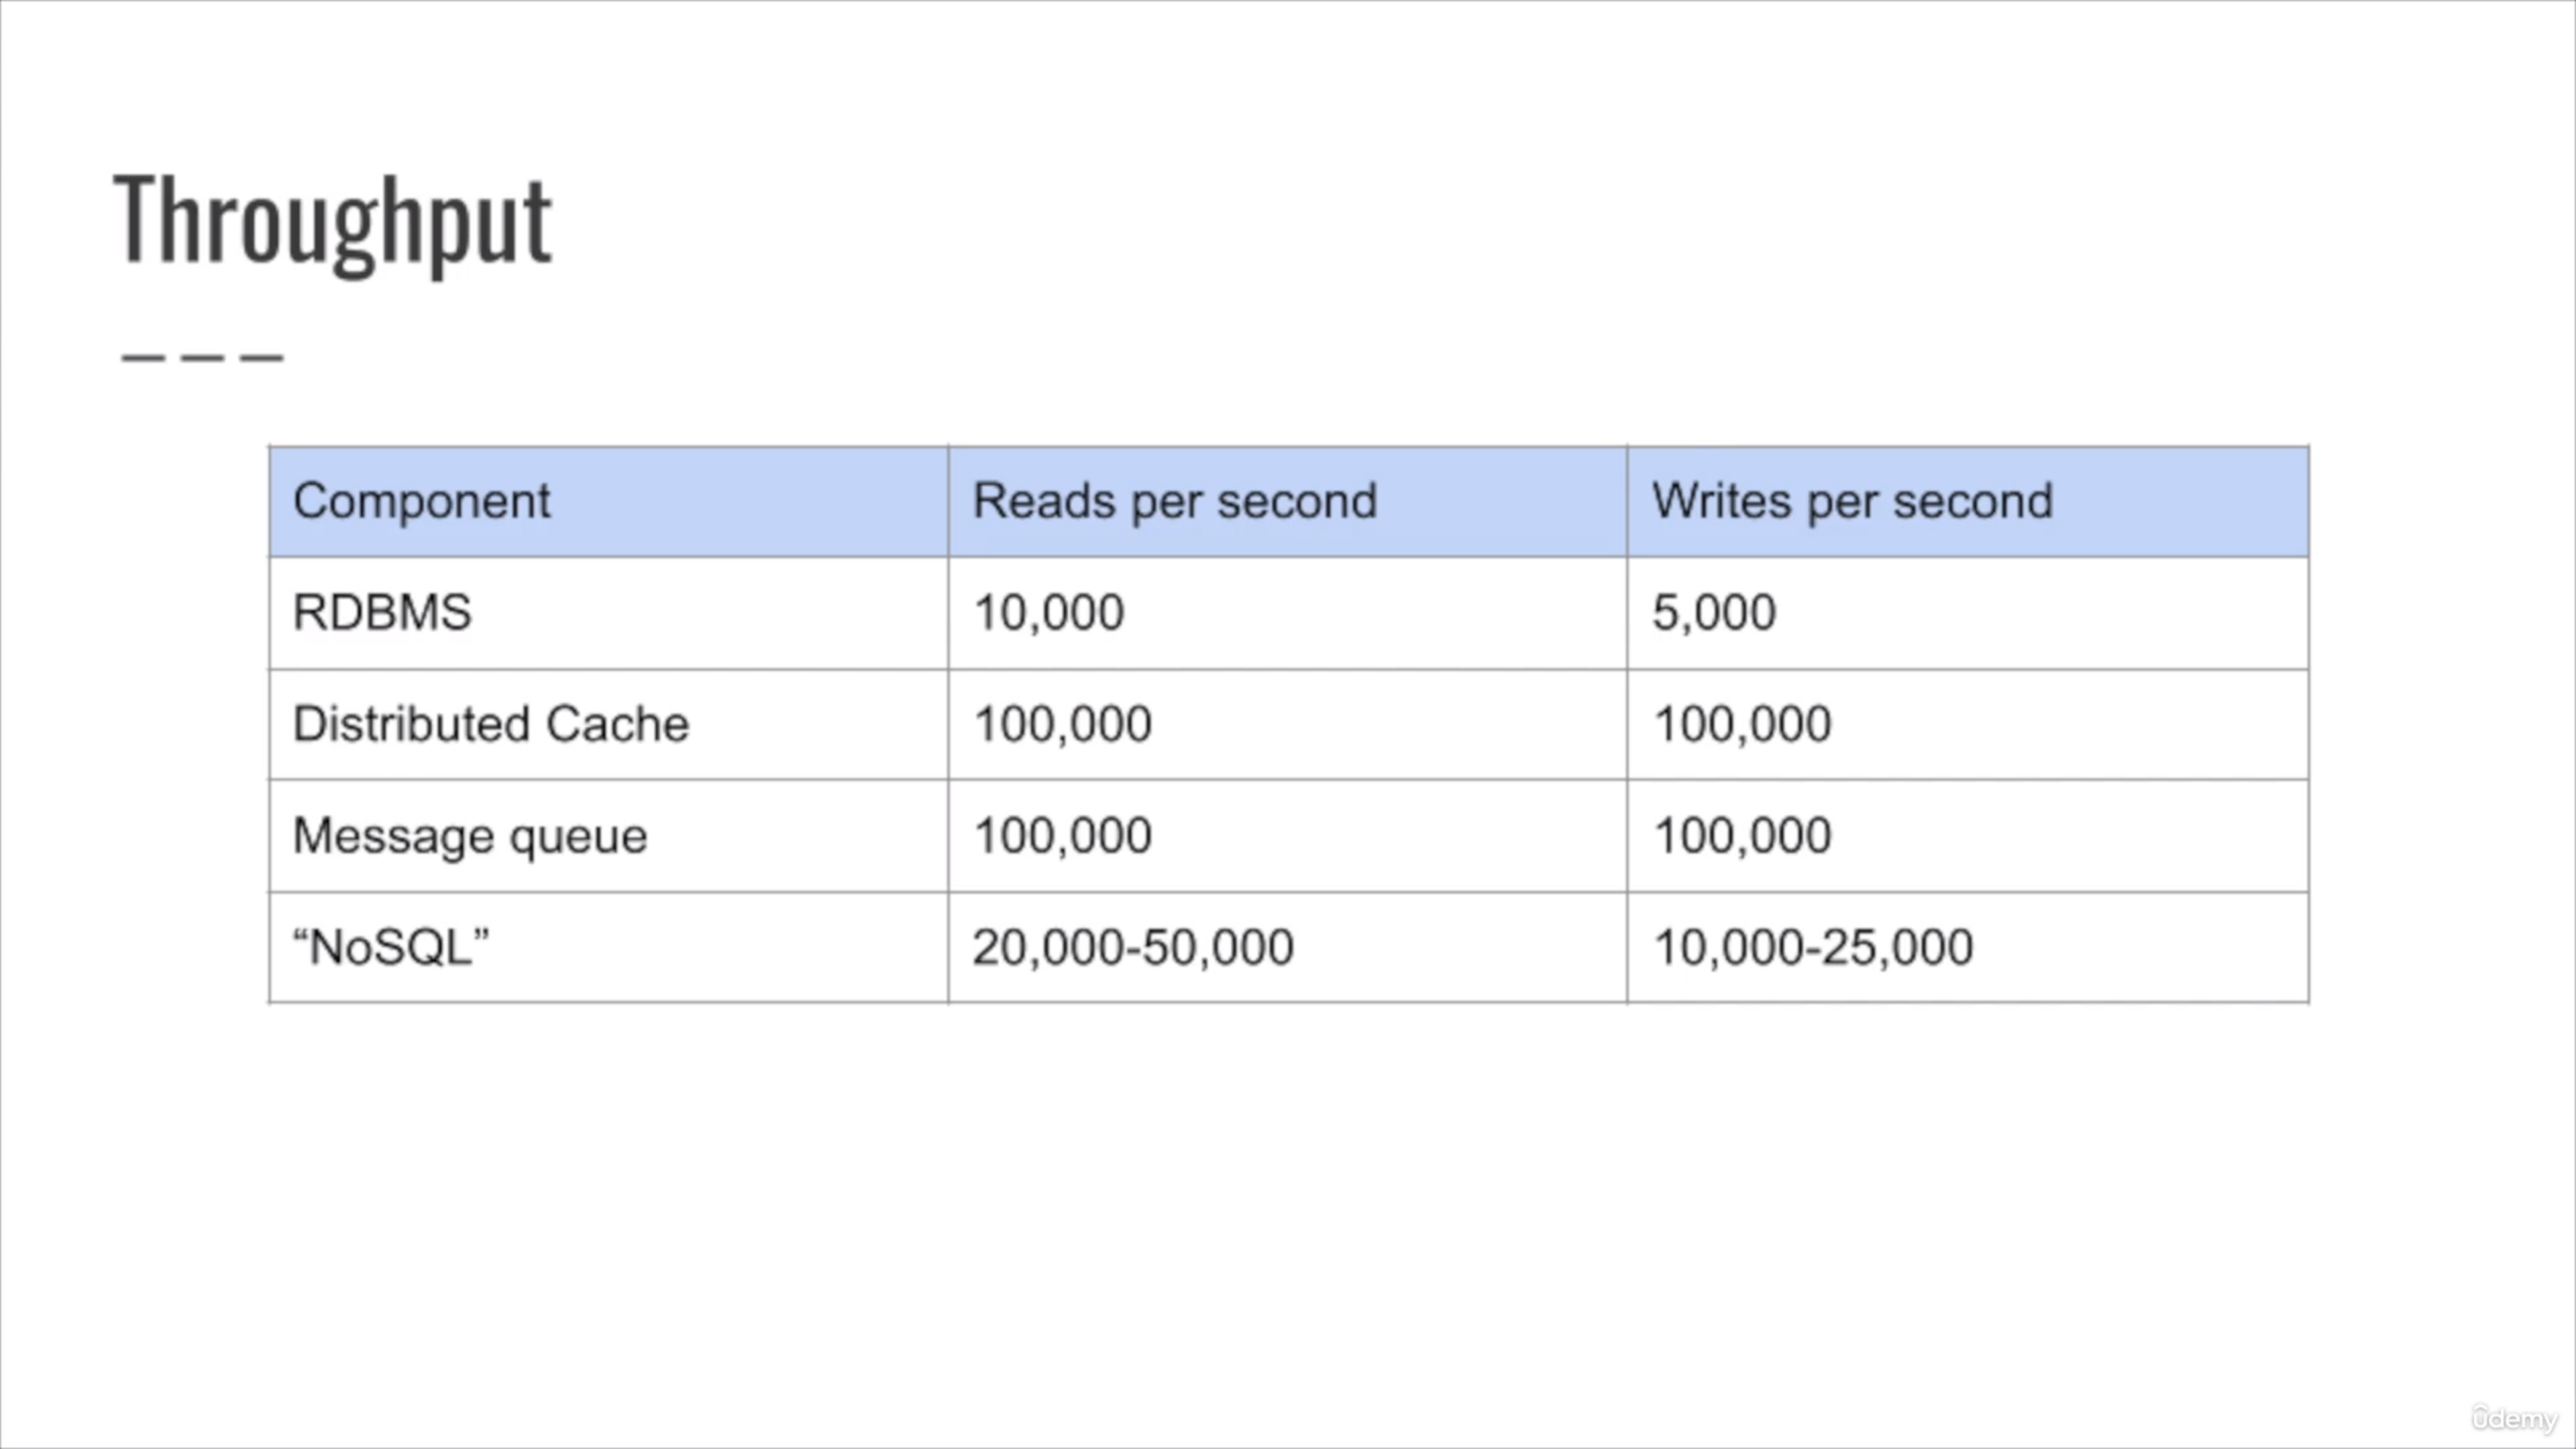 Throughput
Component Reads per second Writes per second
RDBMS 10,000 5,000
Distributed Cache 100,000 100,000
Message queue 100,000 100,000
“NoSQL” 20,000-50,000 10,000-25,000
ûdemy